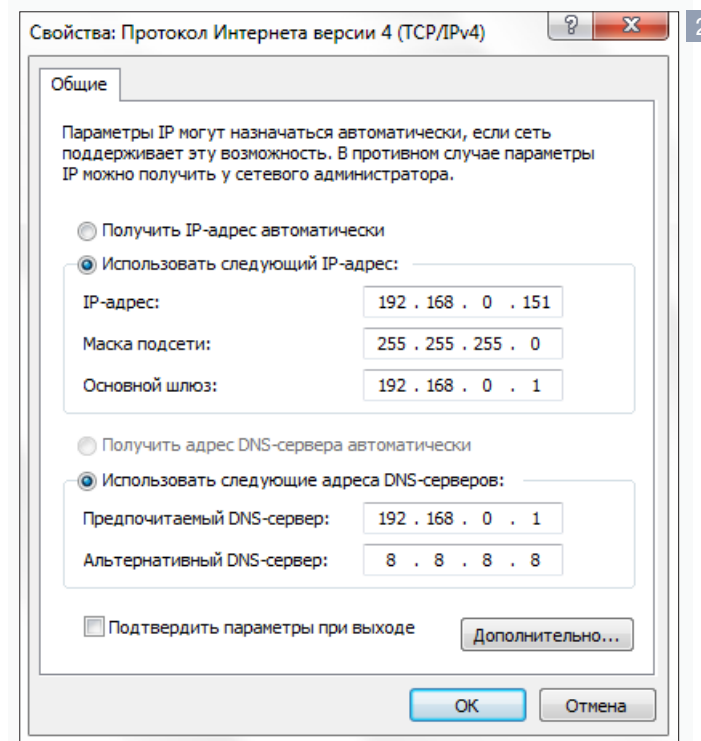 Свойства: Протокол Интернета версии 4 (TCP/IPv4)
?
X
2
Общие
Параметры IP могут назначаться автоматически, если сеть
поддерживает эту возможность. В противном случае параметры
IP можно получить у сетевого администратора.
Получить IP-адрес автоматически
Использовать следующий IP-адрес:
IP-адрес: 192 . 168 . 0 . 151
Маска подсети: 255 . 255 . 255 . 0
Основной шлюз: 192 . 168 . 0 . 1
Получить адрес DNS-сервера автоматически
Использовать следующие адреса DNS-серверов:
Предпочитаемый DNS-сервер: 192 . 168 . 0 . 1
Альтернативный DNS-сервер: 8 . 8 . 8 . 8
Подтвердить параметры при выходе
Дополнительно...
ОК
Отмена